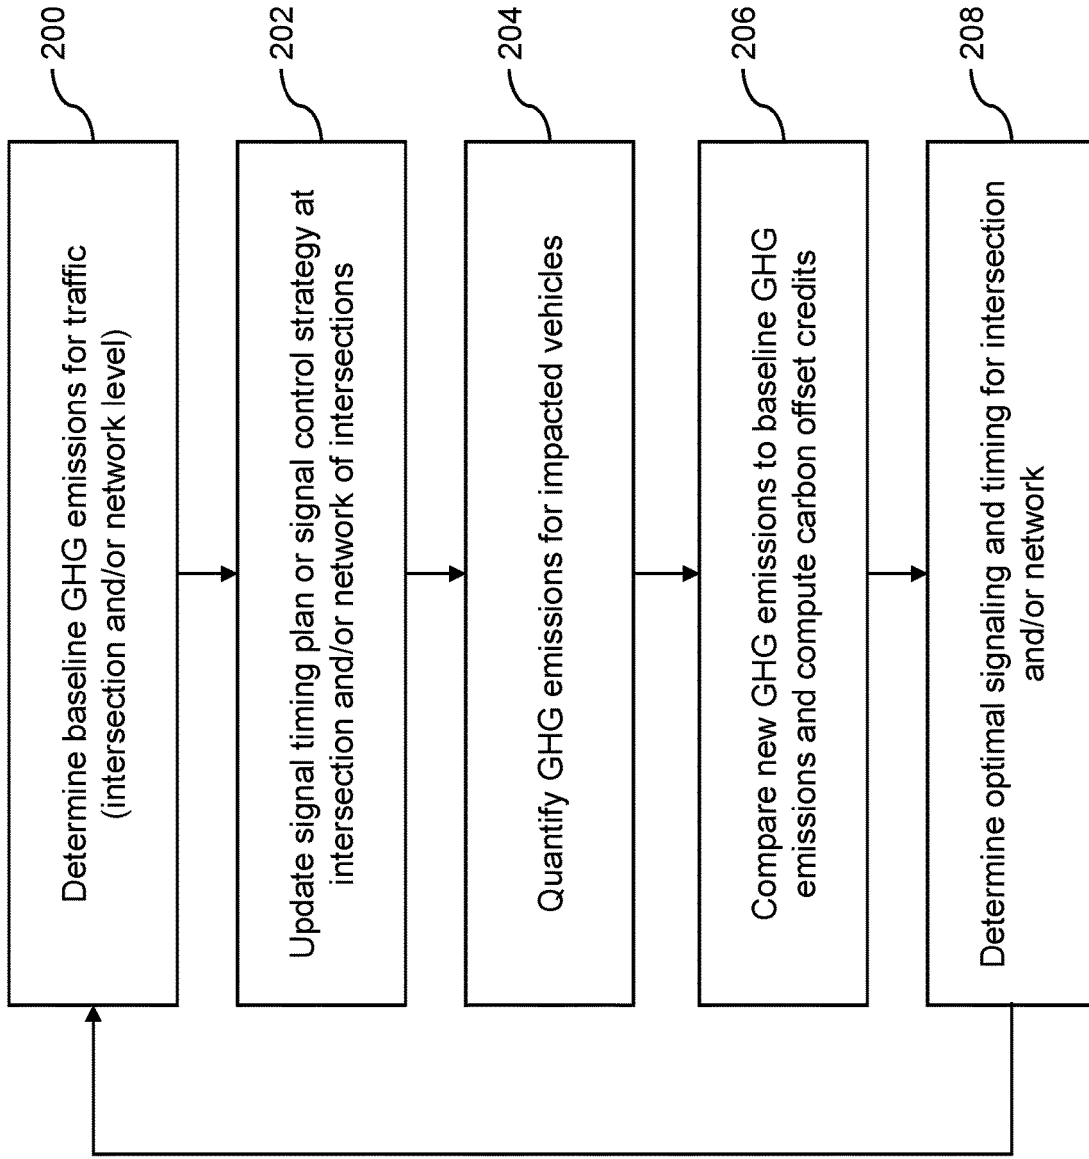 Determine baseline GHG emissions for traffic
(intersection and/or network level)
200
Update signal timing plan or signal control strategy at
intersection and/or network of intersections
202
Quantify GHG emissions for impacted vehicles
204
Compare new GHG emissions to baseline GHG
emissions and compute carbon offset credits
206
Determine optimal signaling and timing for intersection
and/or network
208